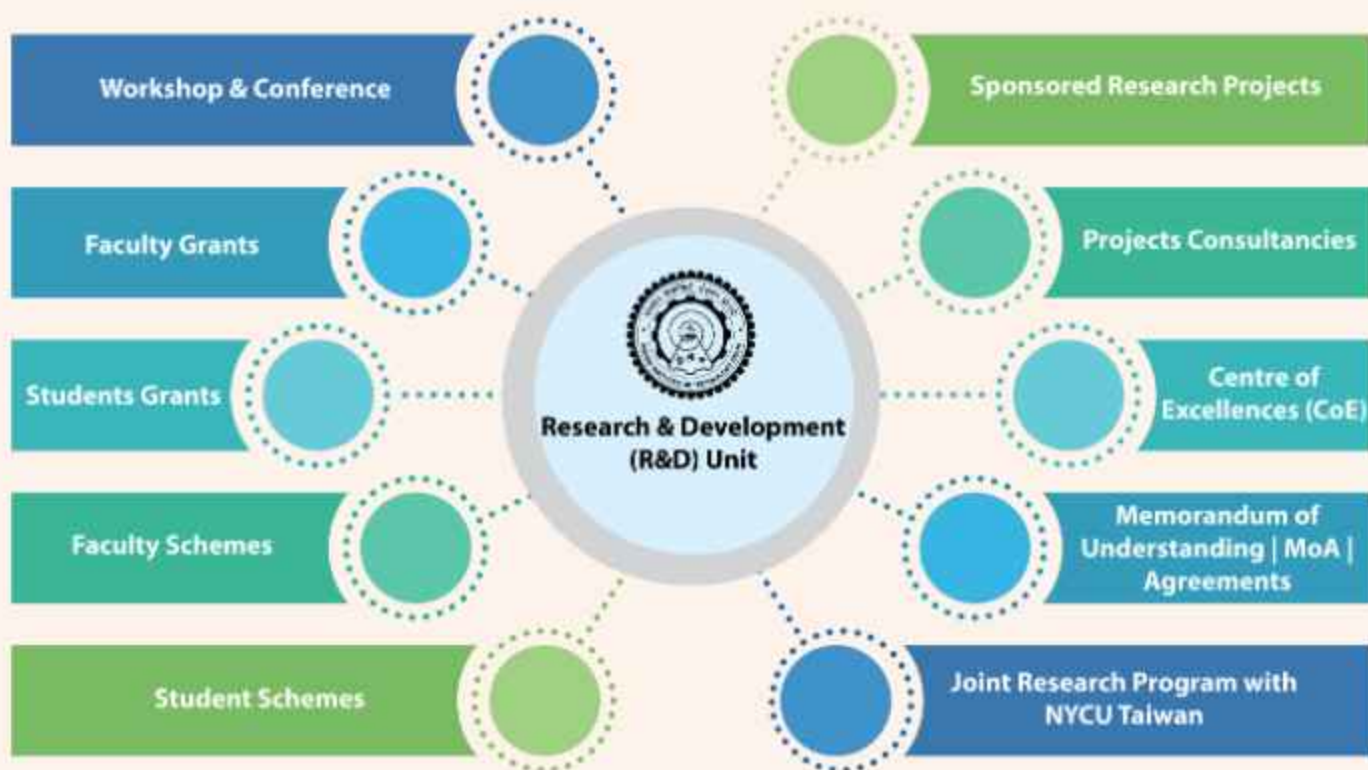 Workshop & Conference
Faculty Grants
Students Grants
Faculty Schemes
Student Schemes
Research & Development
(R&D) Unit
Sponsored Research Projects
Projects Consultancies
Centre of
Excellences (CoE)
Memorandum of
Understanding | MoA |
Agreements
Joint Research Program with
NYCU Taiwan